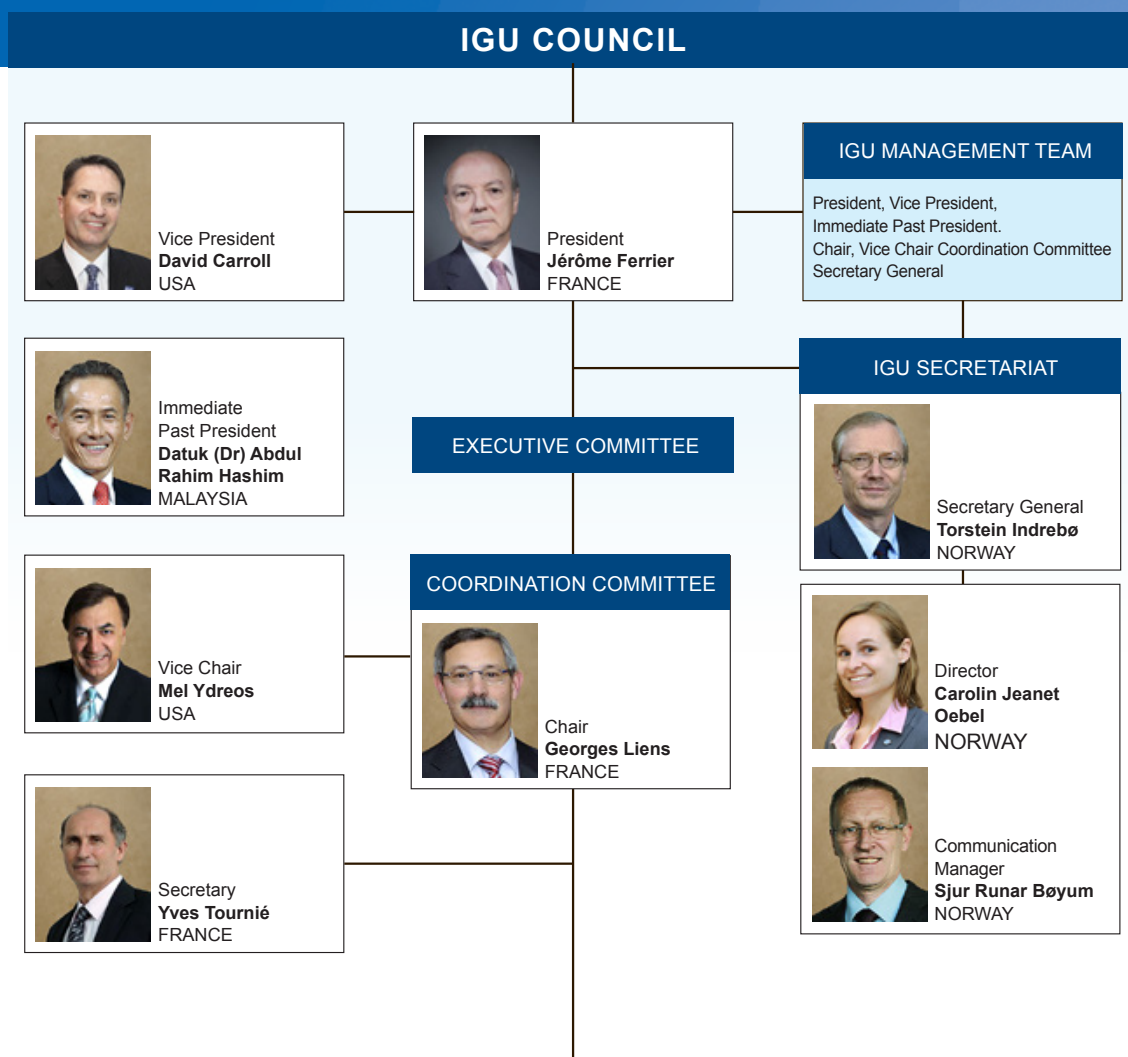 IGU COUNCIL
Vice President
David Carroll
USA
President
Jérôme Ferrier
FRANCE
IGU MANAGEMENT TEAM
President, Vice President,
Immediate Past President.
Chair, Vice Chair Coordination Committee
Secretary General
Immediate
Past President
Datuk (Dr) Abdul
Rahim Hashim
MALAYSIA
EXECUTIVE COMMITTEE
IGU SECRETARIAT
Secretary General
Torstein Indrebø
NORWAY
Vice Chair
Mel Ydreos
USA
COORDINATION COMMITTEE
Chair
Georges Liens
FRANCE
Director
Carolin Jeanet
Oebel
NORWAY
Secretary
Yves Tournié
FRANCE
Communication
Manager
Sjur Runar Bøyum
NORWAY